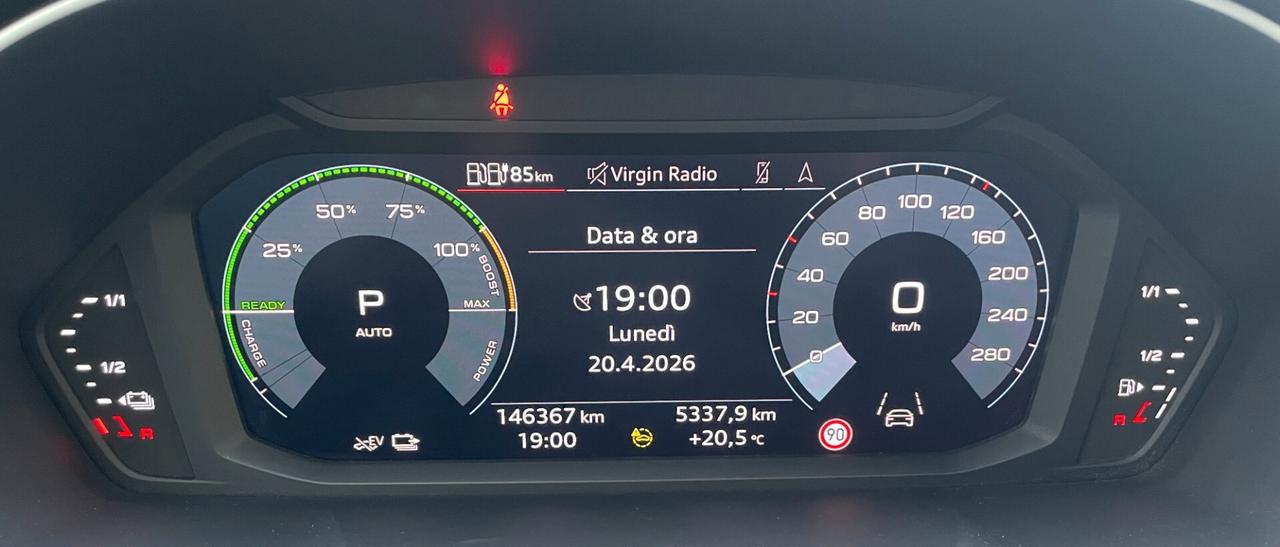 85 km
Virgin Radio
Data & ora
19:00
Lunedì
20.4.2026
146367 km
5337,9 km
19:00
+20,5 °C
25%
50%
75%
100%
BOOST
READY
MAX
CHARGE
POWER
P
AUTO
EV
0
20
40
60
80
100
120
160
200
240
280
0
km/h
90
1/1
1/2
R
1/1
1/2
R